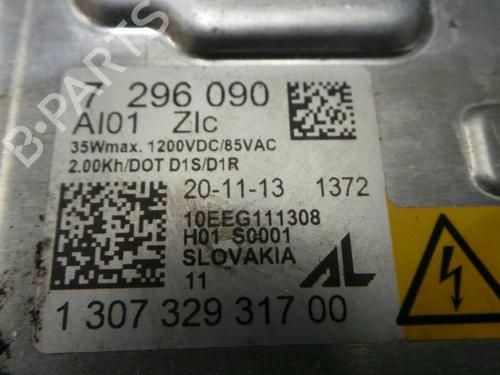 7 296 090
AI01 ZIc
35Wmax. 1200VDC/85VAC
2.00Kh/DOT D1S/D1R
20-11-13 1372
10EEG111308
H01 S0001
SLOVAKIA
11
AL
1 307 329 317 00